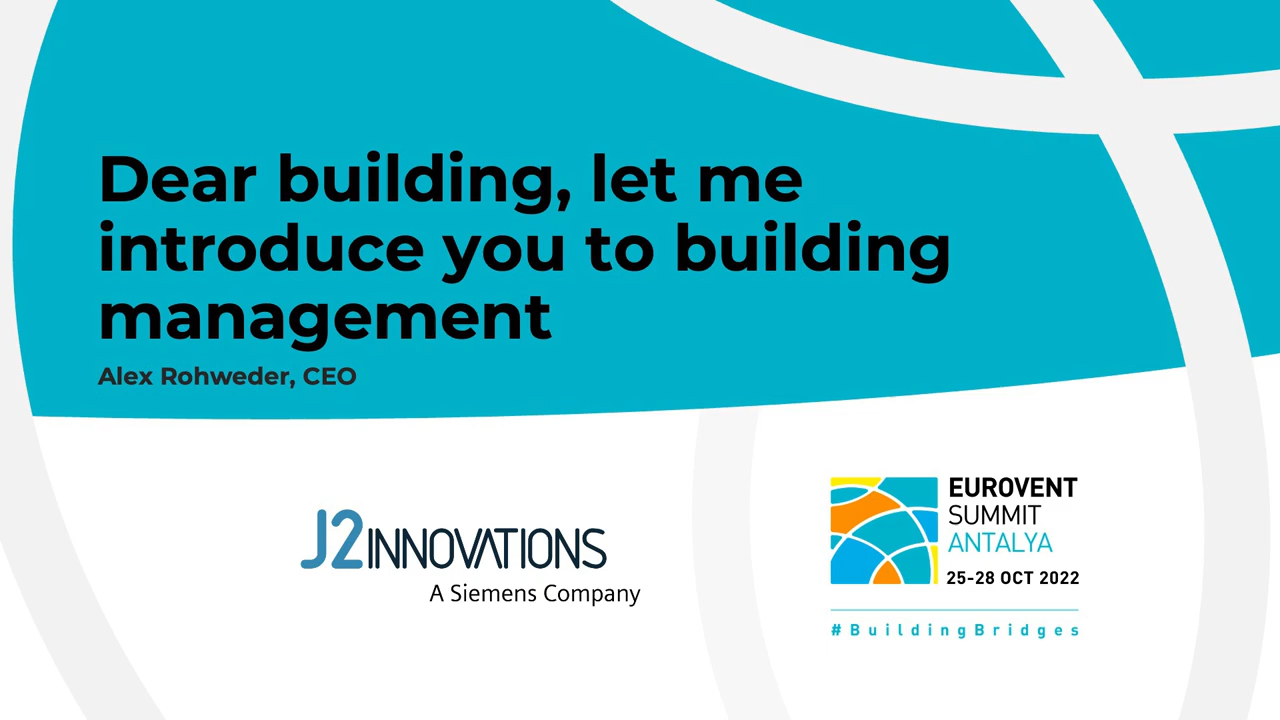 Dear building, let me
introduce you to building
management
Alex Rohweder, CEO
J2INNOVATIONS
A Siemens Company
EUROVENT
SUMMIT
ANTALYA
25-28 OCT 2022
#BuildingBridges